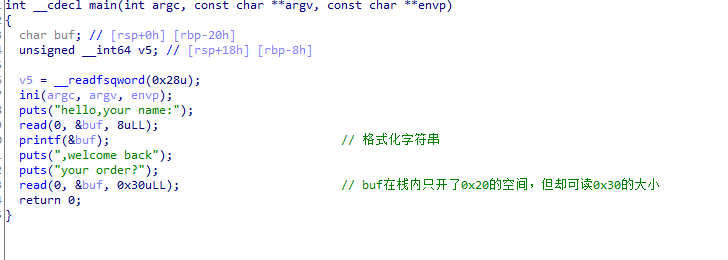 int __cdecl main(int argc, const char **argv, const char **envp)
{
char buf; // [rsp+0h] [rbp-20h]
unsigned __int64 v5; // [rsp+18h] [rbp-8h]
v5 = __readfsqword(0x28u);
ini(argc, argv, envp);
puts("hello,your name:");
read(0, &buf, 8uLL);
printf(&buf); // 格式化字符串
puts(",welcome back");
puts("your order?");
read(0, &buf, 0x30uLL); // buf在栈内只开了0x20的空间，但却可读0x30的大小
return 0;
}